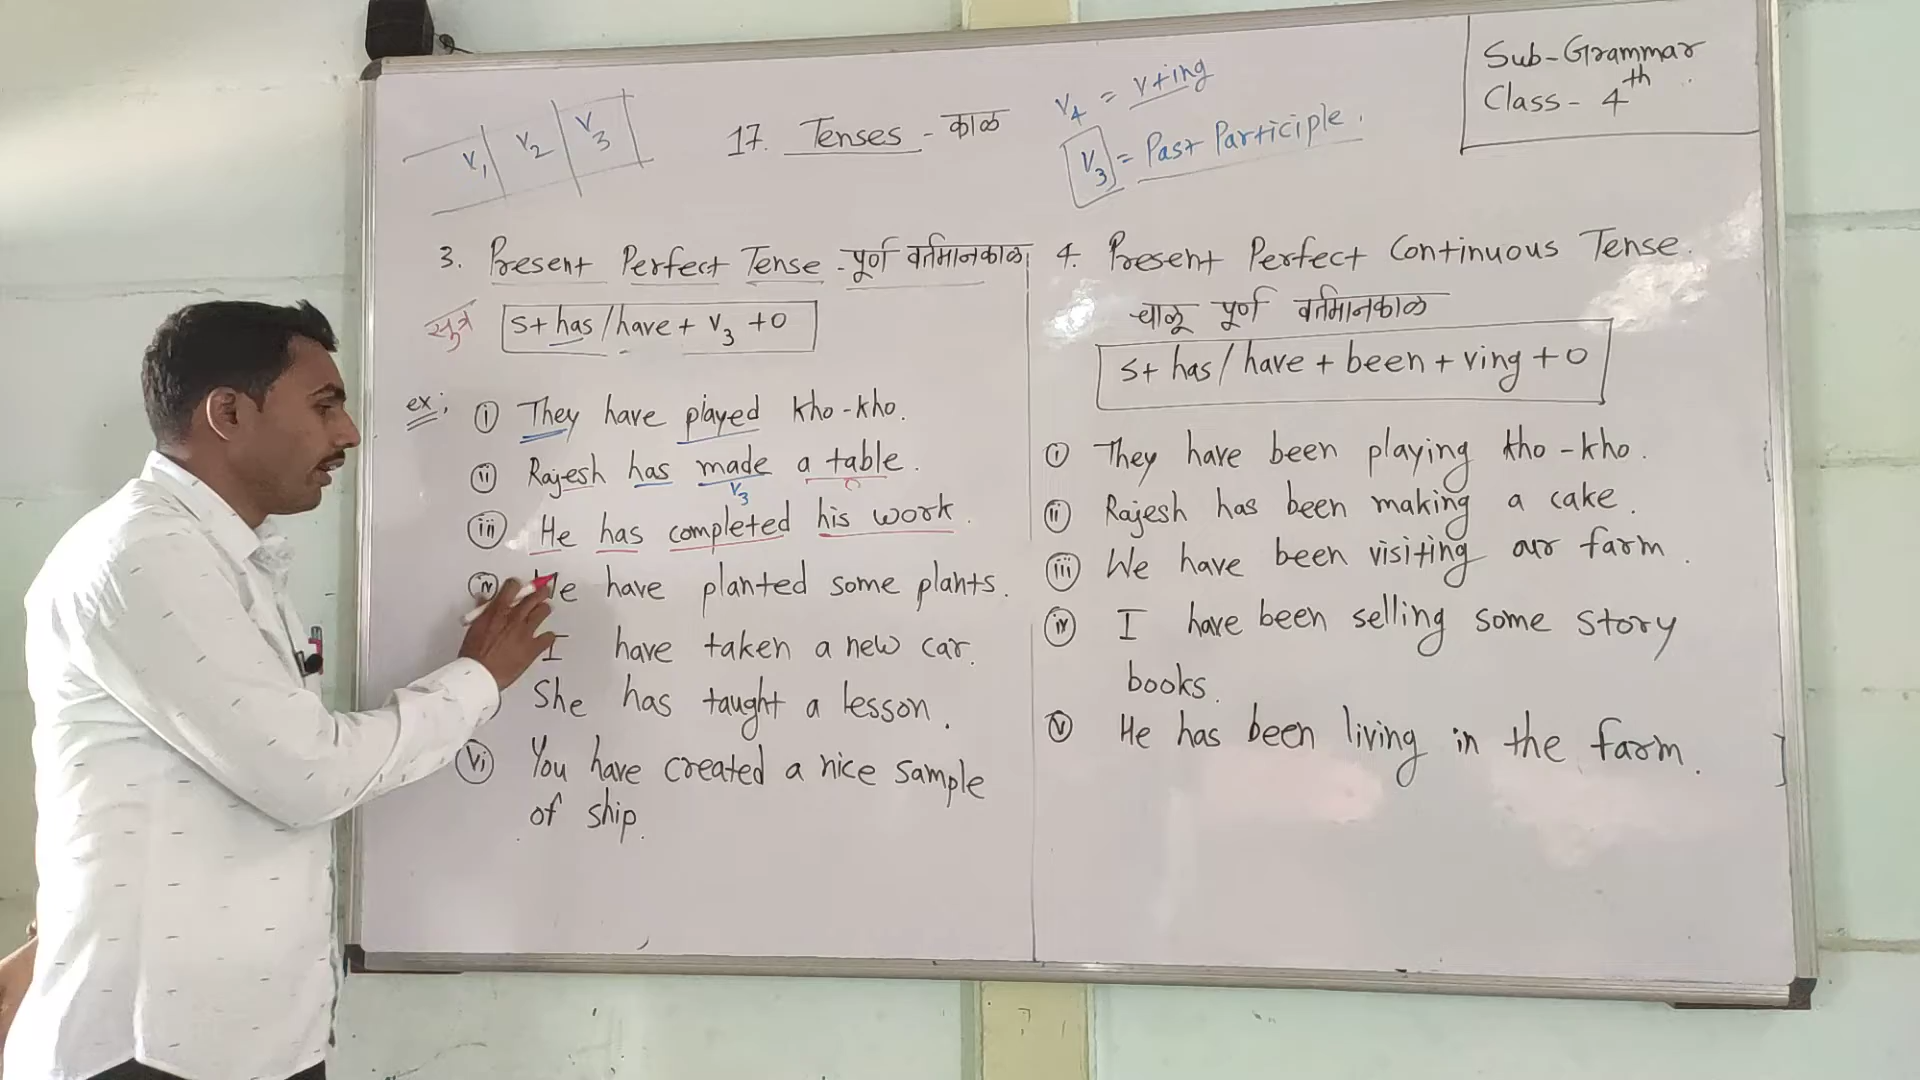 Sub-Grammar
Class- 4th
V1 V2 V3
17. Tenses - काळ
V4 = V+ing
V3 = Past Participle.
3. Present Perfect Tense - पूर्ण वर्तमानकाळ
सूत्र S+ has/have + V3 +O
ex:
(i) They have played kho-kho.
(ii) Rajesh has made a table.
V3 O
(iii) He has completed his work.
(iv) have planted some plants.
I have taken a new car.
She has taught a lesson.
(vi) You have created a nice sample
of ship.
4. Present Perfect Continuous Tense.
चालू पूर्ण वर्तमानकाळ
S+ has/have + been + Ving + O
(i) They have been playing kho-kho.
(ii) Rajesh has been making a cake.
(iii) We have been visiting our farm.
(iv) I have been selling some story
books.
(v) He has been living in the farm.